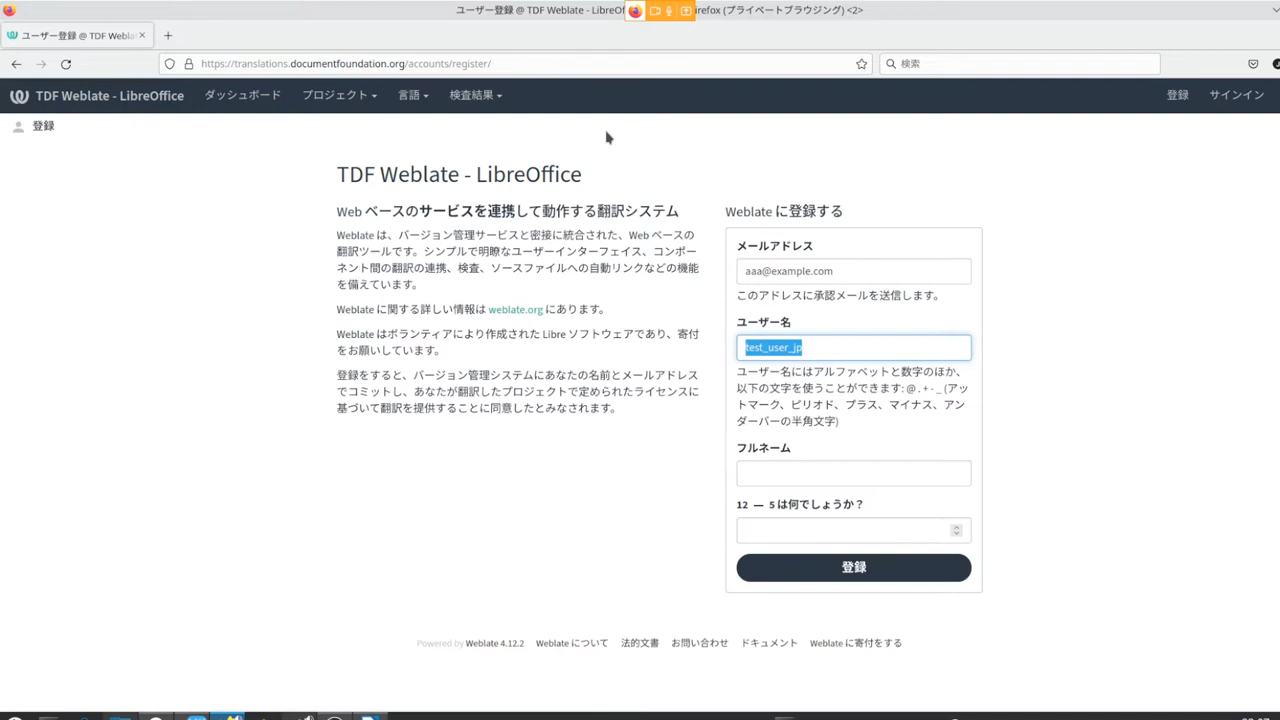 ユーザー登録 @ TDF Weblate - LibreOf
irefox (プライベートブラウジング) <2>
ユーザー登録 @ TDF Webla
https://translations.documentfoundation.org/accounts/register/
検索
TDF Weblate - LibreOffice ダッシュボード プロジェクト 言語 検査結果 登録 サインイン
登録
TDF Weblate - LibreOffice
Web ベースのサービスを連携して動作する翻訳システム
Weblate は、バージョン管理サービスと密接に統合された、Web ベースの
翻訳ツールです。シンプルで明瞭なユーザーインターフェイス、コンポー
ネント間の翻訳の連携、検査、ソースファイルへの自動リンクなどの機能
を備えています。
Weblate に関する詳しい情報は weblate.org にあります。
Weblate はボランティアにより作成された Libre ソフトウェアであり、寄付
をお願いしています。
登録をすると、バージョン管理システムにあなたの名前とメールアドレス
でコミットし、あなたが翻訳したプロジェクトで定められたライセンスに
基づいて翻訳を提供することに同意したとみなされます。
Weblate に登録する
メールアドレス
aaa@example.com
このアドレスに承認メールを送信します。
ユーザー名
test_user_jp
ユーザー名にはアルファベットと数字のほか、
以下の文字を使うことができます: @ . + - _ (アッ
トマーク、ピリオド、プラス、マイナス、アン
ダーバーの半角文字)
フルネーム
12 — 5 は何でしょうか？
登録
Powered by Weblate 4.12.2 Weblate について 法的文書 お問い合わせ ドキュメント Weblate に寄付をする